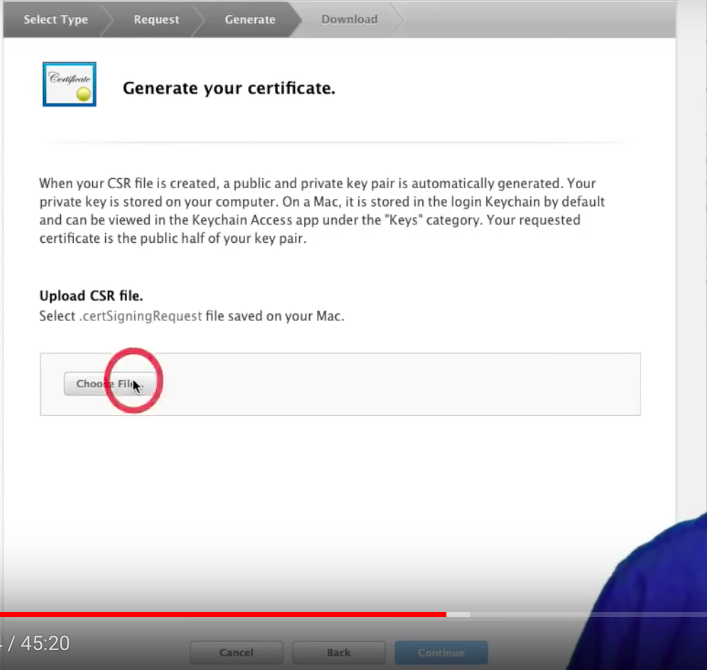 Select Type
Request
Generate
Download
Certificate
Generate your certificate.
When your CSR file is created, a public and private key pair is automatically generated. Your
private key is stored on your computer. On a Mac, it is stored in the login Keychain by default
and can be viewed in the Keychain Access app under the "Keys" category. Your requested
certificate is the public half of your key pair.
Upload CSR file.
Select .certSigningRequest file saved on your Mac.
Choose File...
/ 45:20
Cancel
Back
Continue